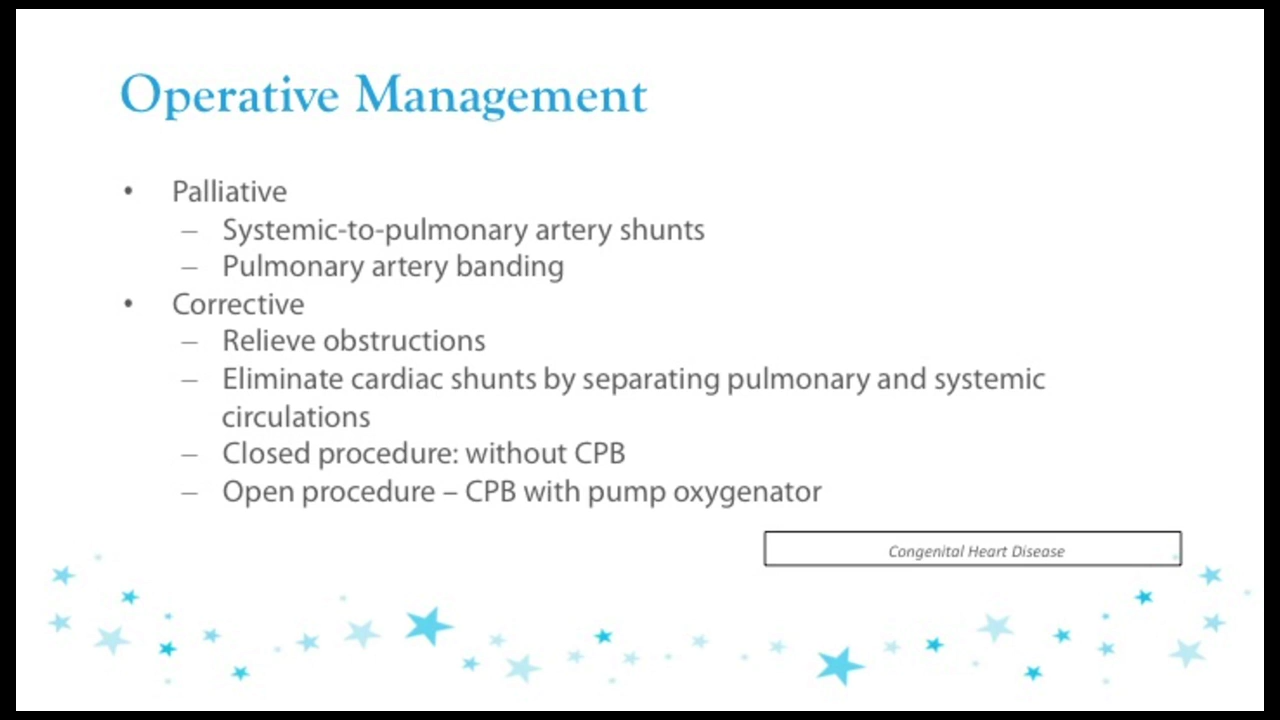 Operative Management
• Palliative
– Systemic-to-pulmonary artery shunts
– Pulmonary artery banding
• Corrective
– Relieve obstructions
– Eliminate cardiac shunts by separating pulmonary and systemic
circulations
– Closed procedure: without CPB
– Open procedure – CPB with pump oxygenator
Congenital Heart Disease